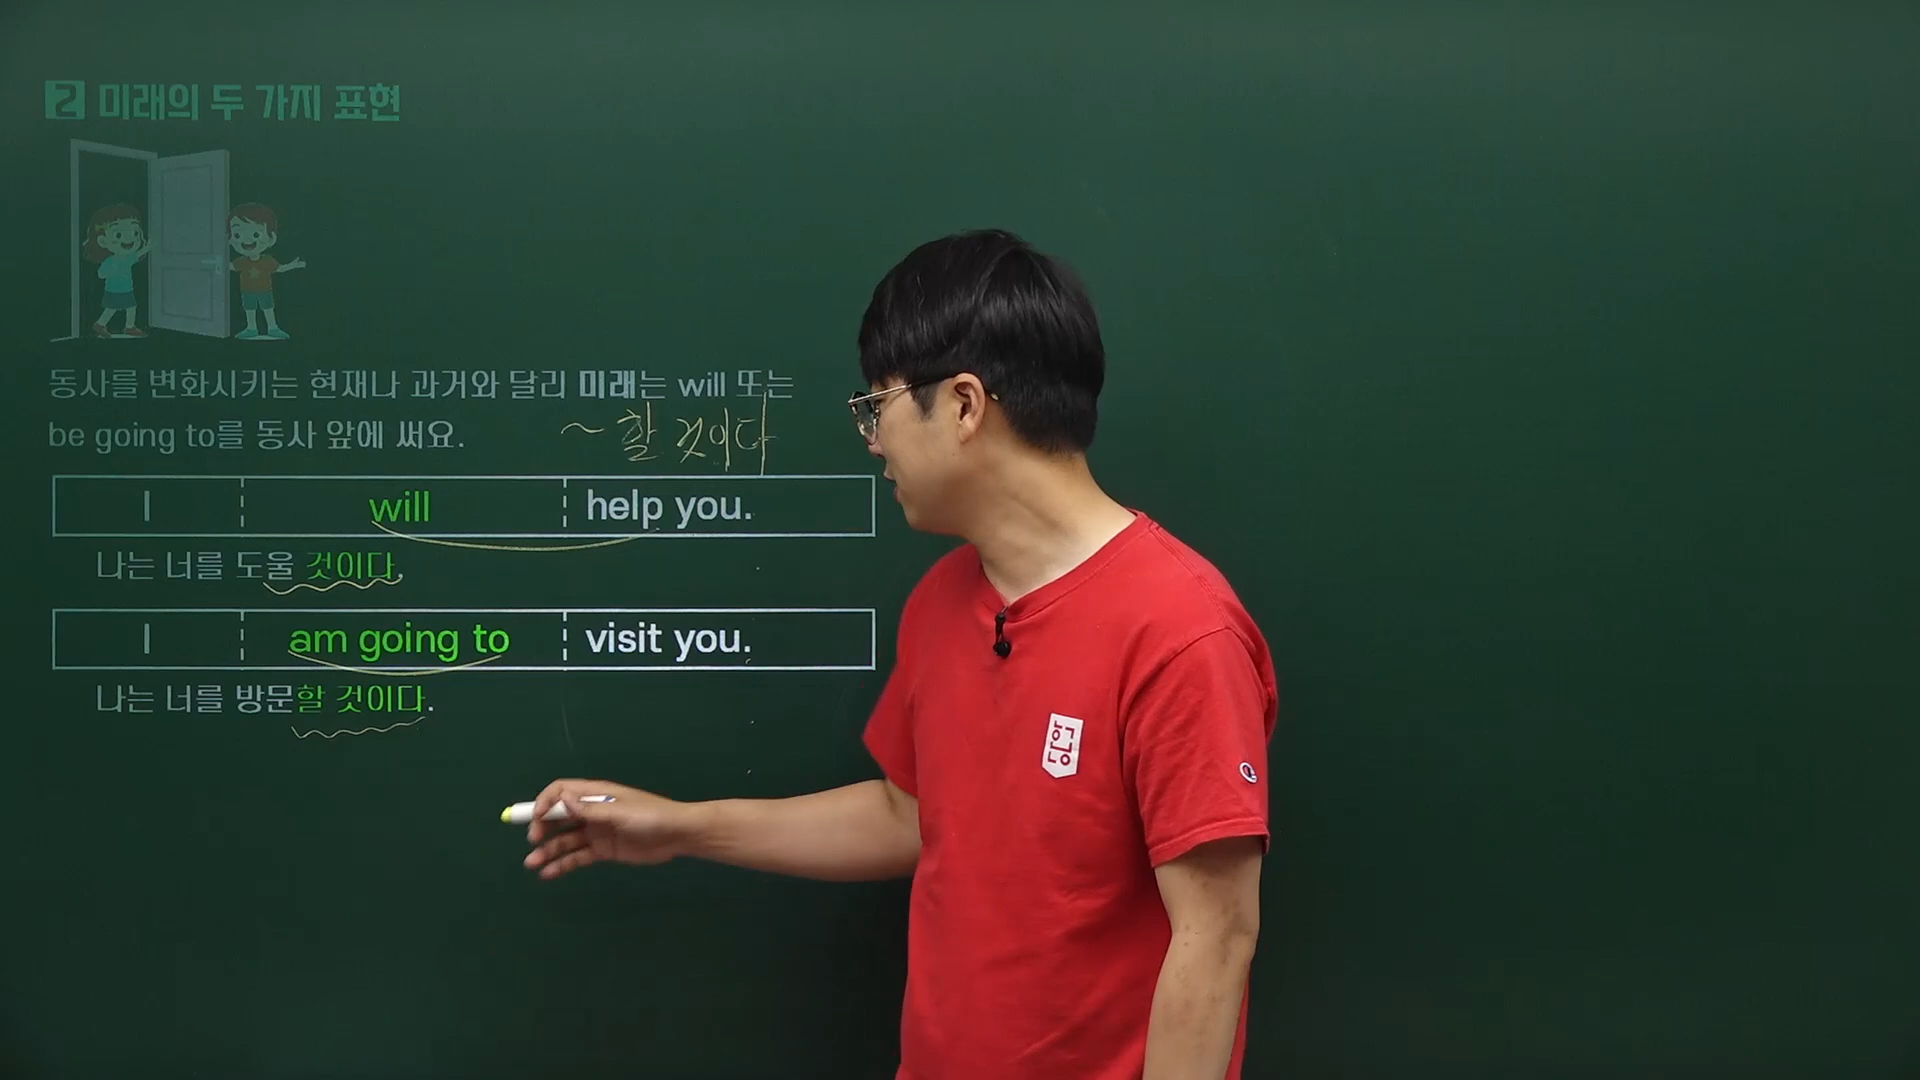 2 미래의 두 가지 표현
동사를 변화시키는 현재나 과거와 달리 미래는 will 또는
be going to를 동사 앞에 써요.
~할 것이다
I will help you.
나는 너를 도울 것이다.
I am going to visit you.
나는 너를 방문할 것이다.